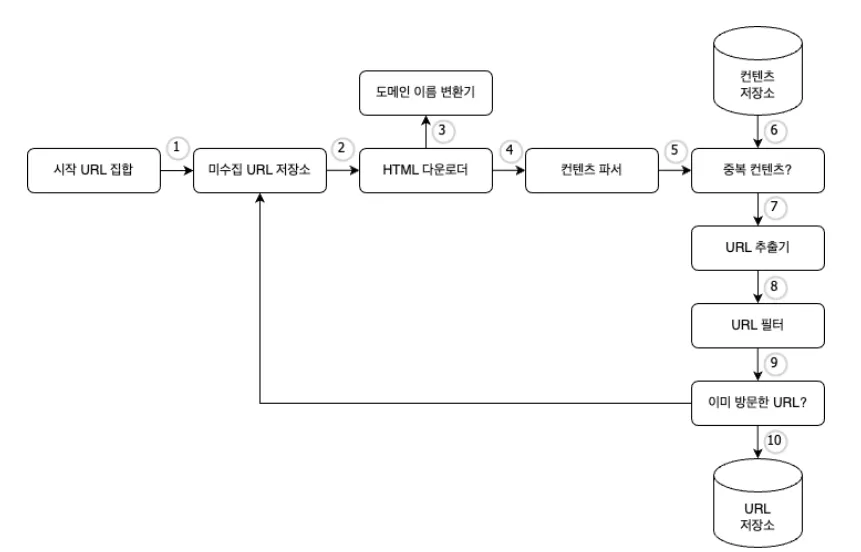 컨텐츠
저장소
도메인 이름 변환기
3
6
시작 URL 집합
1
미수집 URL 저장소
2
HTML 다운로더
4
컨텐츠 파서
5
중복 컨텐츠?
7
URL 추출기
8
URL 필터
9
이미 방문한 URL?
10
URL
저장소